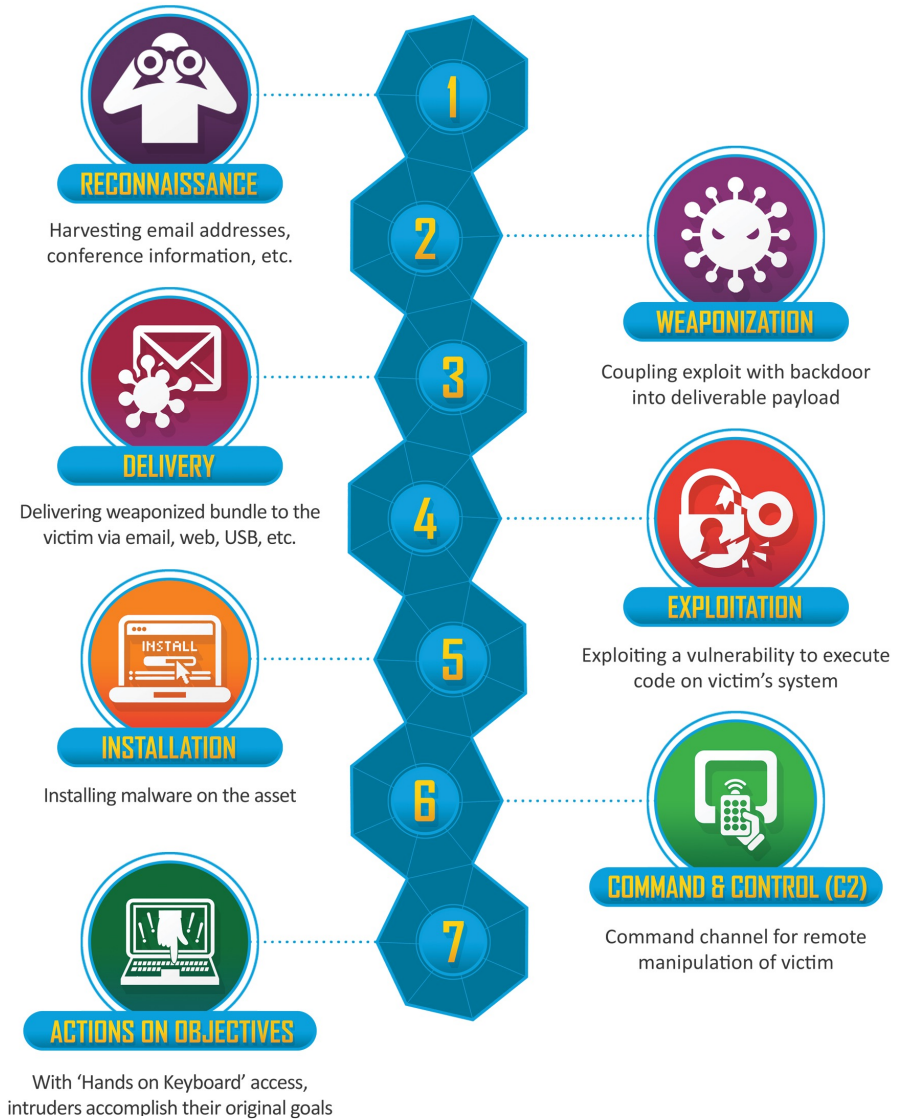 1
RECONNAISSANCE
Harvesting email addresses,
conference information, etc.
2
WEAPONIZATION
Coupling exploit with backdoor
into deliverable payload
3
DELIVERY
Delivering weaponized bundle to the
victim via email, web, USB, etc.
4
EXPLOITATION
Exploiting a vulnerability to execute
code on victim's system
5
INSTALL
INSTALLATION
Installing malware on the asset
6
COMMAND & CONTROL (C2)
Command channel for remote
manipulation of victim
7
!! !!
ACTIONS ON OBJECTIVES
With ‘Hands on Keyboard’ access,
intruders accomplish their original goals